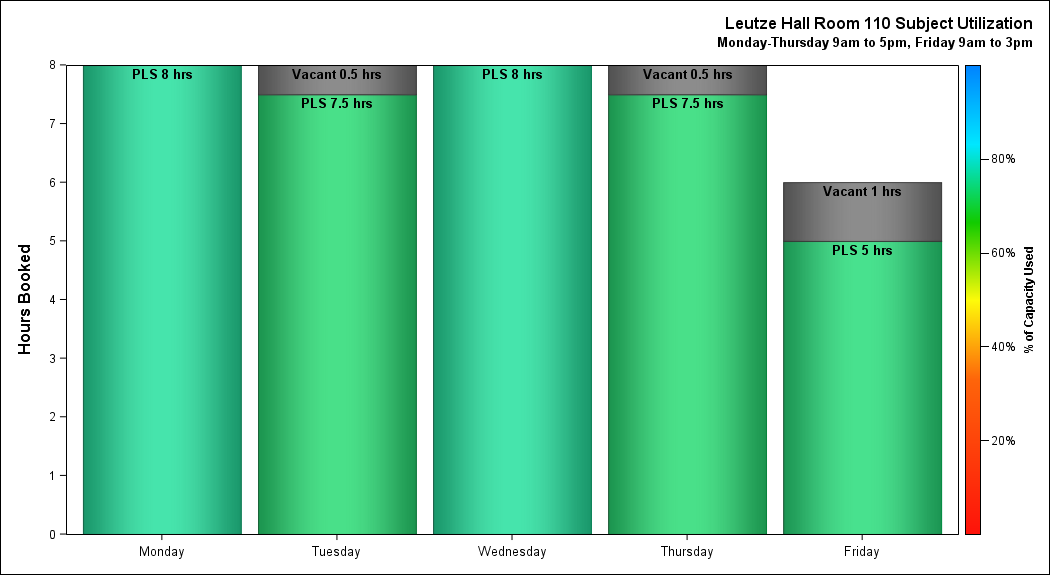 Leutze Hall Room 110 Subject Utilization
Monday-Thursday 9am to 5pm, Friday 9am to 3pm
Hours Booked
8
7
6
5
4
3
2
1
0
PLS 8 hrs
Vacant 0.5 hrs
PLS 7.5 hrs
PLS 8 hrs
Vacant 0.5 hrs
PLS 7.5 hrs
Vacant 1 hrs
PLS 5 hrs
Monday
Tuesday
Wednesday
Thursday
Friday
80%
60%
40%
20%
% of Capacity Used